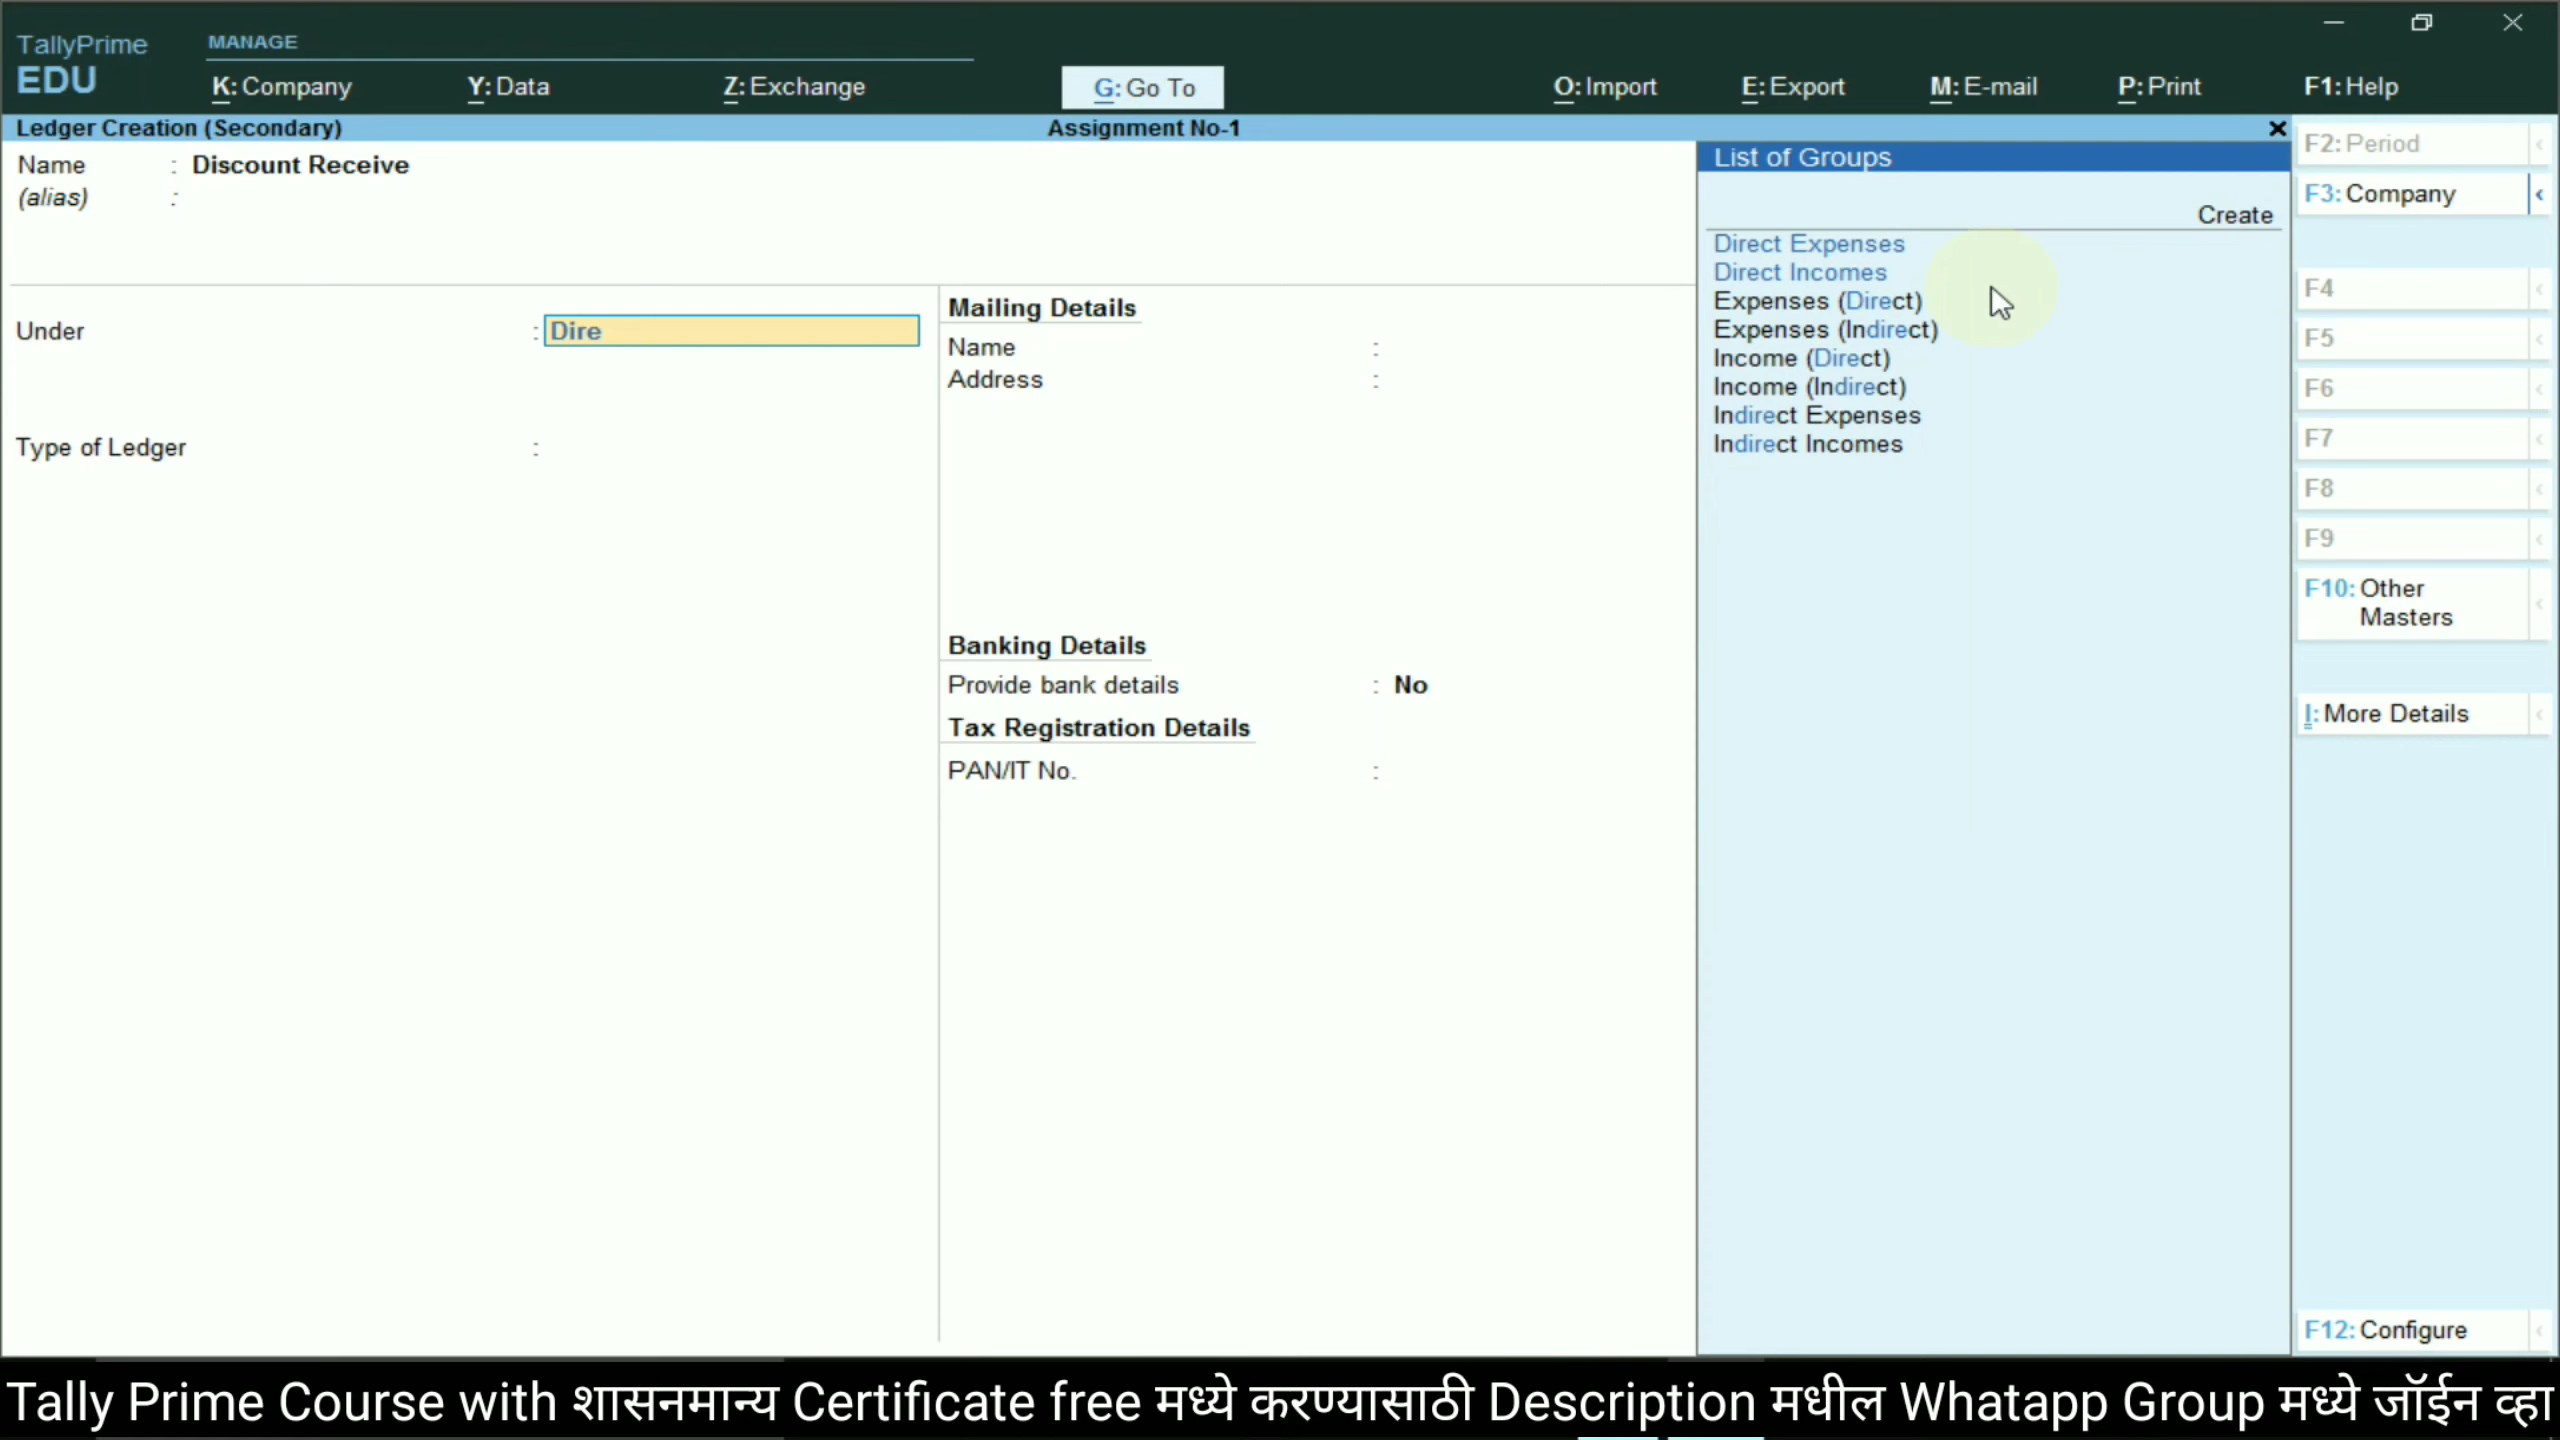 TallyPrime
EDU
MANAGE
K: Company
Y: Data
Z: Exchange
G: Go To
O: Import
E: Export
M: E-mail
P: Print
F1: Help
Ledger Creation (Secondary)
Assignment No-1
Name : Discount Receive
(alias) :
Under : Dire
Type of Ledger :
Mailing Details
Name :
Address :
Banking Details
Provide bank details : No
Tax Registration Details
PAN/IT No. :
List of Groups
Create
Direct Expenses
Direct Incomes
Expenses (Direct)
Expenses (Indirect)
Income (Direct)
Income (Indirect)
Indirect Expenses
Indirect Incomes
F2: Period
F3: Company
F4
F5
F6
F7
F8
F9
F10: Other
Masters
I: More Details
F12: Configure
Tally Prime Course with शासनमान्य Certificate free मध्ये करण्यासाठी Description मधील Whatapp Group मध्ये जॉईन व्हा